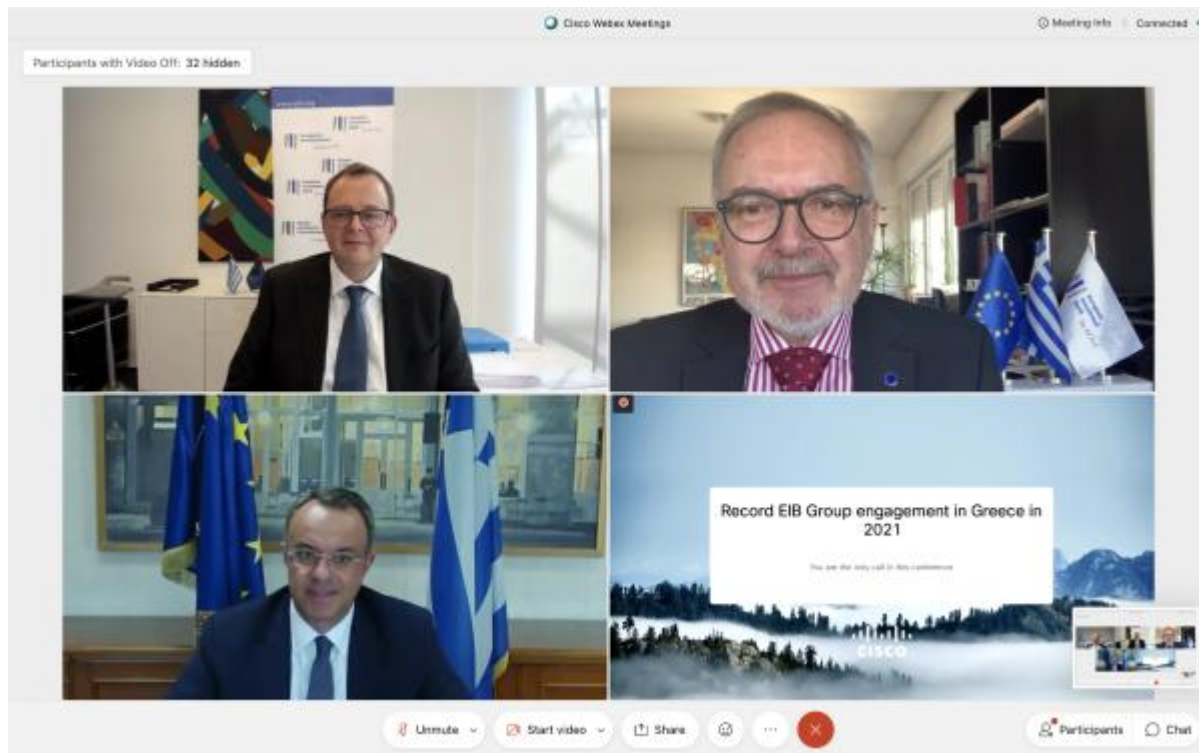 Cisco Webex Meetings
Meeting Info
Connected
Participants with Video Off: 32 hidden
Record EIB Group engagement in Greece in
2021
You are the only call in this conference
CISCO
Unmute
Start video
Share
Participants
Chat